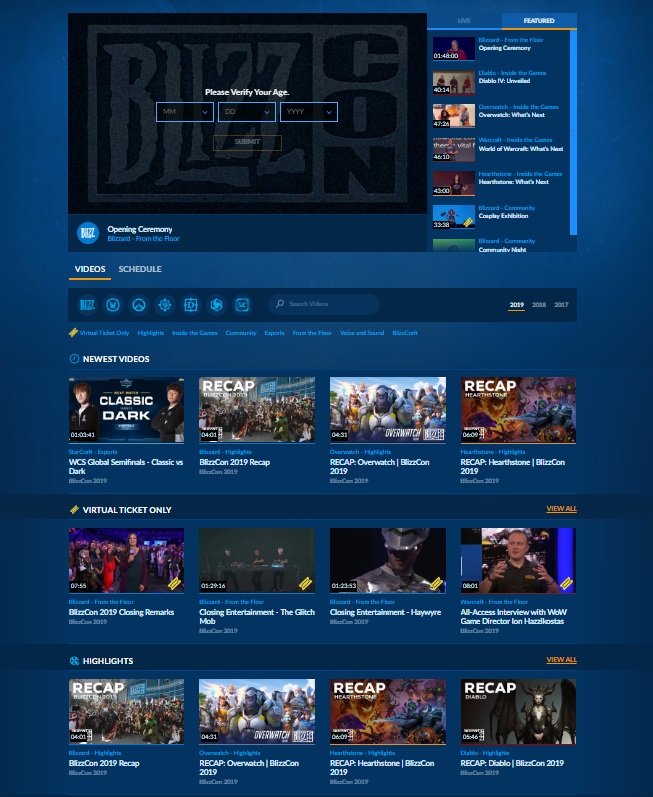 LIVE
FEATURED
BLIZZ
CON
Please Verify Your Age.
MM
DD
YYYY
SUBMIT
BLIZZ
Opening Ceremony
Blizzard - From the Floor
Blizzard - From the Floor
Opening Ceremony
01:48:00
Diablo - Inside the Games
Diablo IV: Unveiled
40:14
Overwatch - Inside the Games
Overwatch: What's Next
47:26
Warcraft - Inside the Games
World of Warcraft: What's Next
46:10
Hearthstone - Inside the Games
Hearthstone: What's Next
43:00
Blizzard - Community
Cosplay Exhibition
33:38
Blizzard - Community
Community Night
VIDEOS
SCHEDULE
Search Videos
2019
2018
2017
Virtual Ticket Only
Highlights
Inside the Games
Community
Esports
From the Floor
Voice and Sound
BlizzCraft
NEWEST VIDEOS
CLASSIC
DARK
01:03:41
StarCraft - Esports
WCS Global Semifinals - Classic vs
Dark
BlizzCon 2019
RECAP
BLIZZCON 2019
04:01
Blizzard - Highlights
BlizzCon 2019 Recap
BlizzCon 2019
OVERWATCH
04:31
Overwatch - Highlights
RECAP: Overwatch | BlizzCon
2019
BlizzCon 2019
RECAP
HEARTHSTONE
06:09
Hearthstone - Highlights
RECAP: Hearthstone | BlizzCon
2019
BlizzCon 2019
VIRTUAL TICKET ONLY
VIEW ALL
07:55
Blizzard - From the Floor
BlizzCon 2019 Closing Remarks
BlizzCon 2019
01:29:16
Blizzard - From the Floor
Closing Entertainment - The Glitch
Mob
BlizzCon 2019
01:23:53
Blizzard - From the Floor
Closing Entertainment - Haywyre
BlizzCon 2019
08:01
Warcraft - From the Floor
All-Access Interview with WoW
Game Director Ion Hazzikostas
BlizzCon 2019
HIGHLIGHTS
VIEW ALL
RECAP
BLIZZCON 2019
04:01
Blizzard - Highlights
BlizzCon 2019 Recap
BlizzCon 2019
OVERWATCH
04:31
Overwatch - Highlights
RECAP: Overwatch | BlizzCon
2019
BlizzCon 2019
RECAP
HEARTHSTONE
06:09
Hearthstone - Highlights
RECAP: Hearthstone | BlizzCon
2019
BlizzCon 2019
RECAP
DIABLO
05:46
Diablo - Highlights
RECAP: Diablo | BlizzCon 2019
BlizzCon 2019